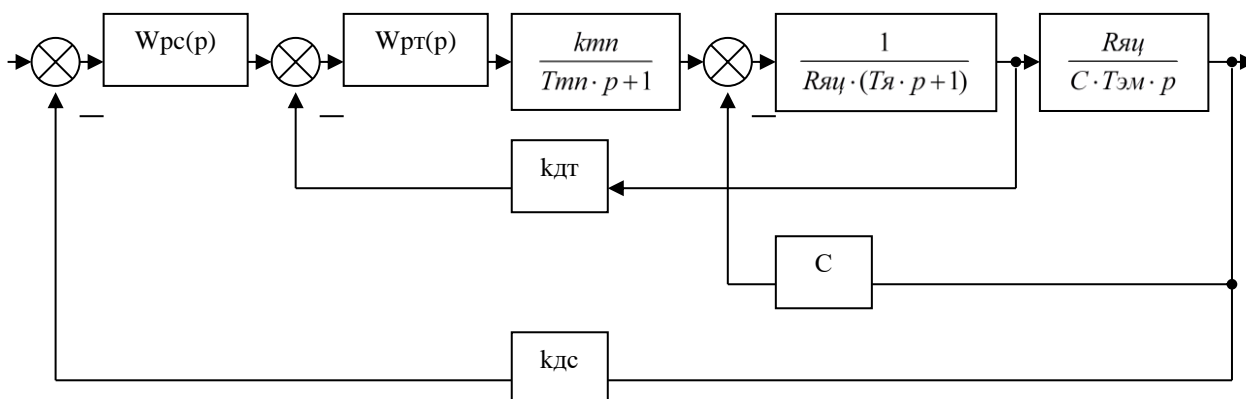 Wрс(p)
Wрт(p)
kтп
Tтп · p + 1
1
Rяц · (Tя · p + 1)
Rяц
C · Tэм · p
—
—
—
kдт
C
kдс